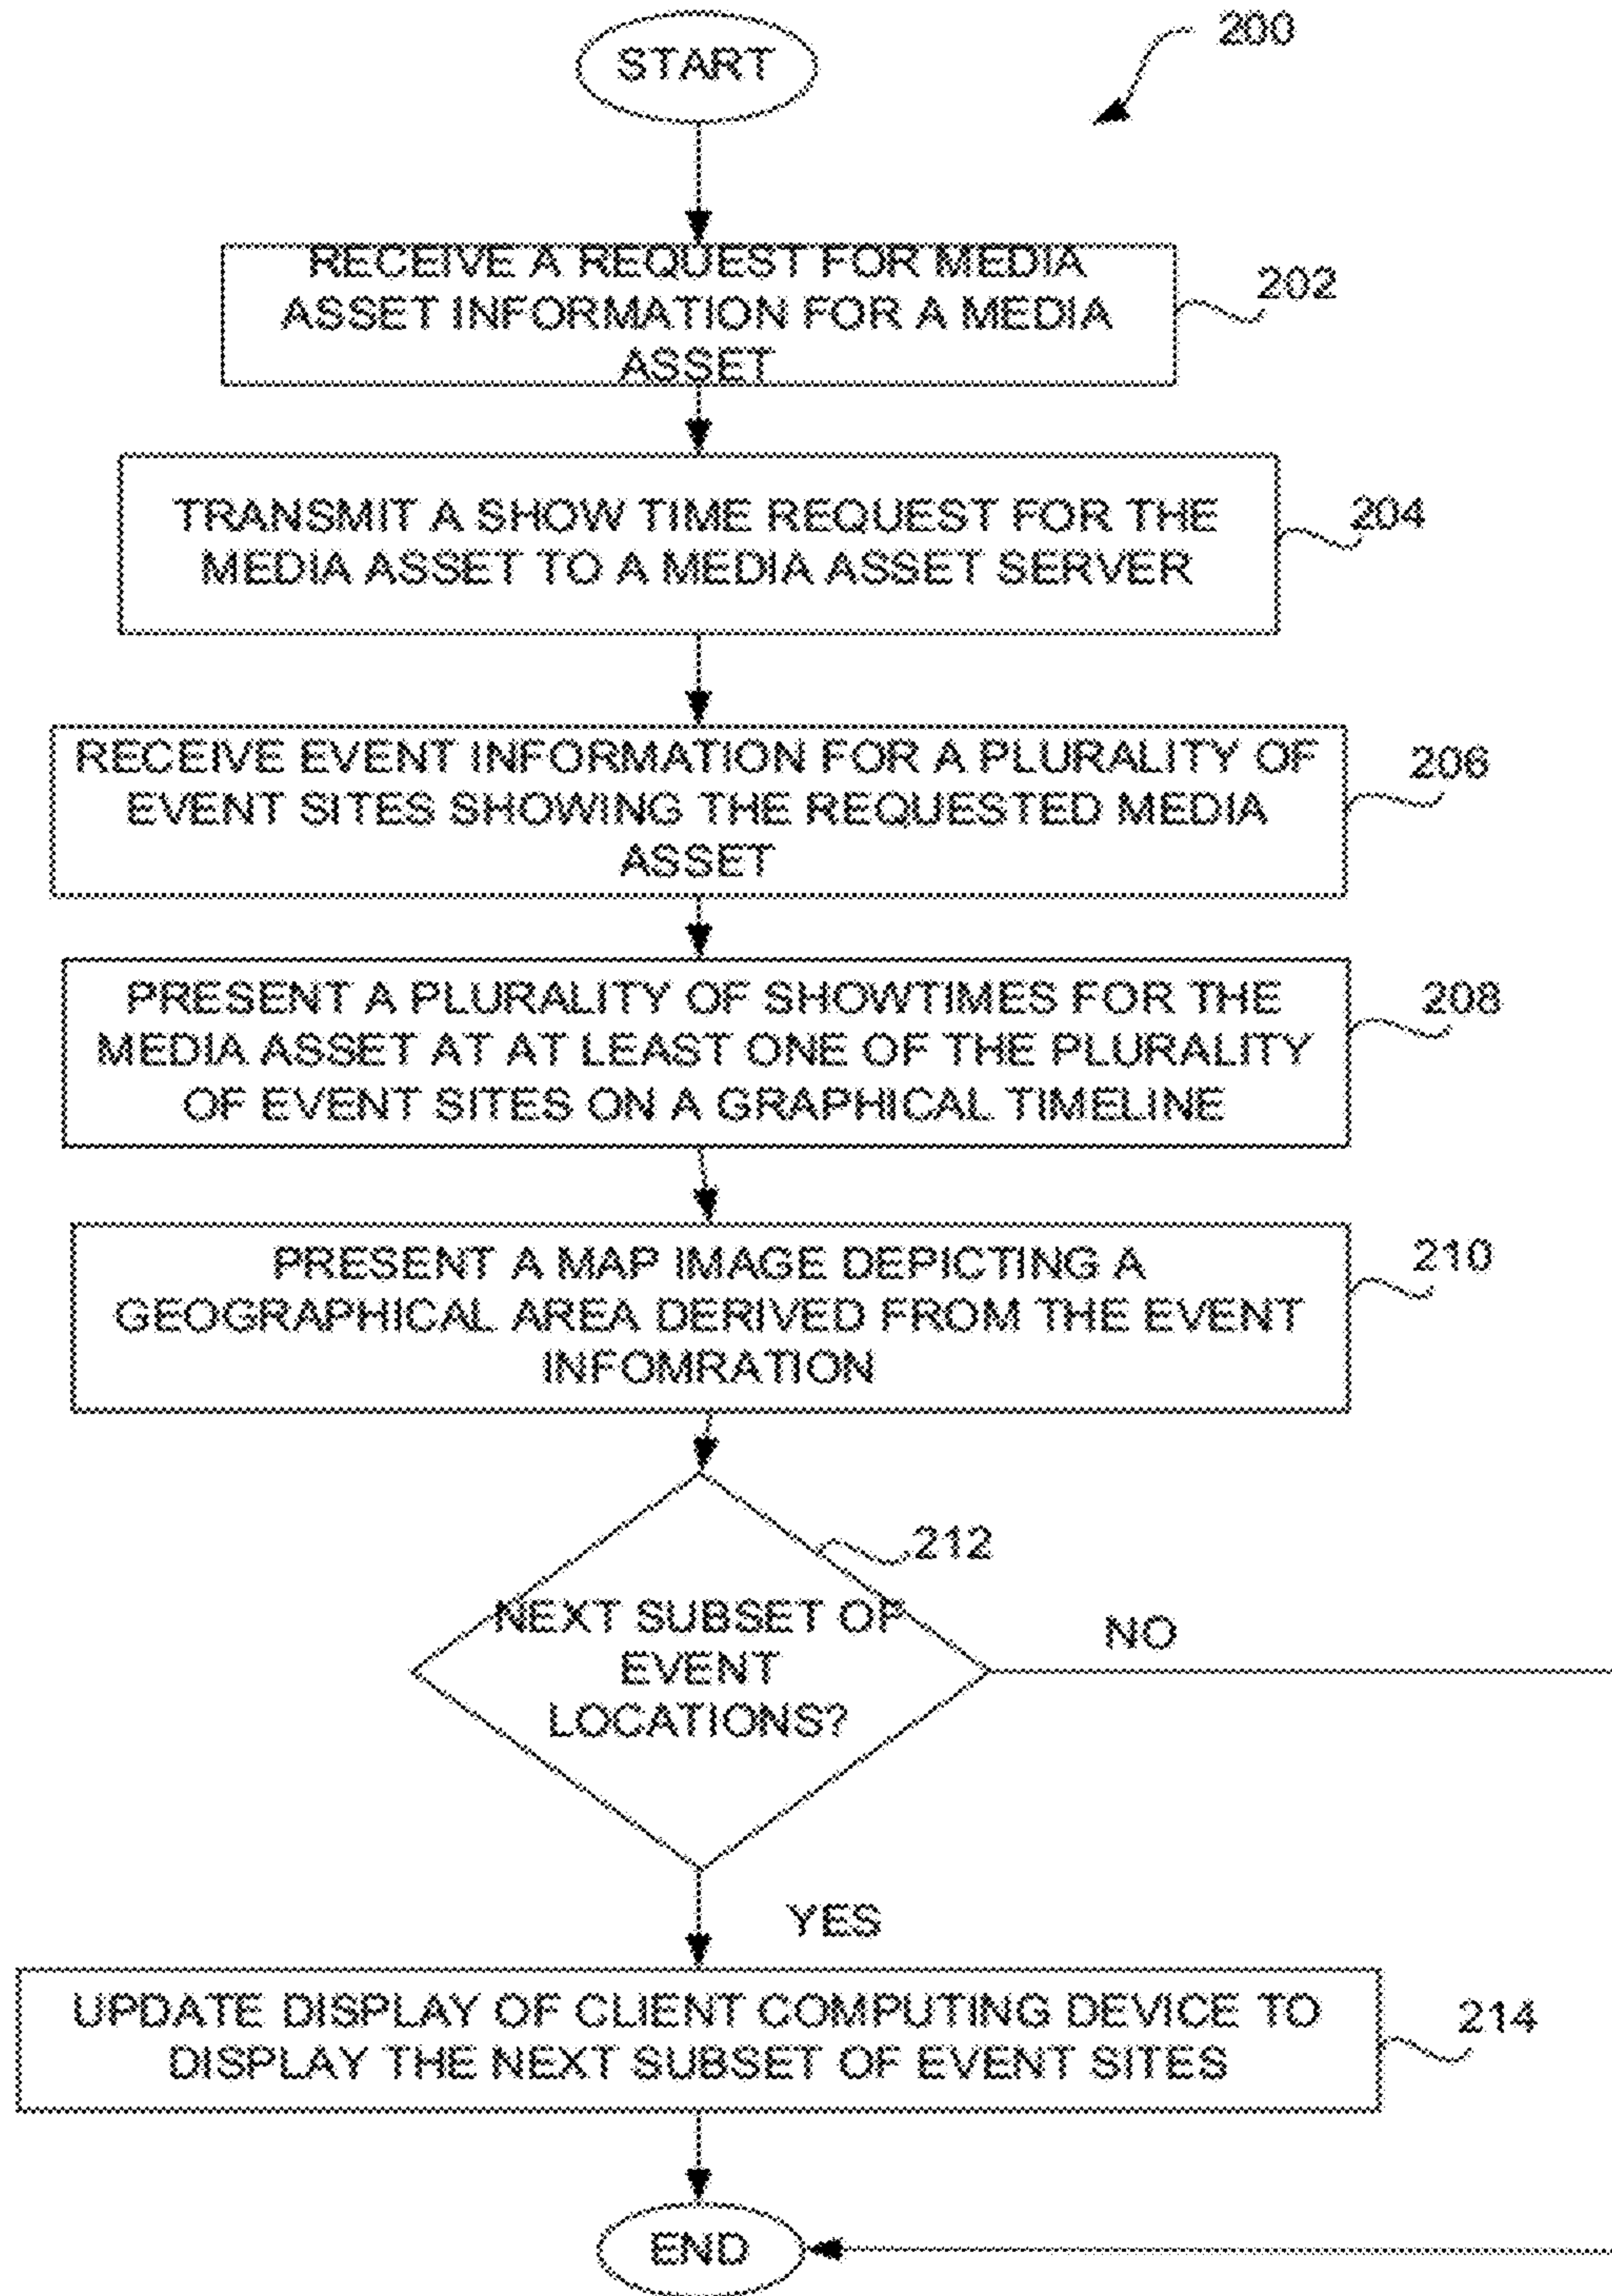 200
START
RECEIVE A REQUEST FOR MEDIA
ASSET INFORMATION FOR A MEDIA
ASSET
202
TRANSMIT A SHOW TIME REQUEST FOR THE
MEDIA ASSET TO A MEDIA ASSET SERVER
204
RECEIVE EVENT INFORMATION FOR A PLURALITY OF
EVENT SITES SHOWING THE REQUESTED MEDIA
ASSET
206
PRESENT A PLURALITY OF SHOWTIMES FOR THE
MEDIA ASSET AT AT LEAST ONE OF THE PLURALITY
OF EVENT SITES ON A GRAPHICAL TIMELINE
208
PRESENT A MAP IMAGE DEPICTING A
GEOGRAPHICAL AREA DERIVED FROM THE EVENT
INFOMRATION
210
212
NEXT SUBSET OF
EVENT
LOCATIONS?
NO
YES
UPDATE DISPLAY OF CLIENT COMPUTING DEVICE TO
DISPLAY THE NEXT SUBSET OF EVENT SITES
214
END